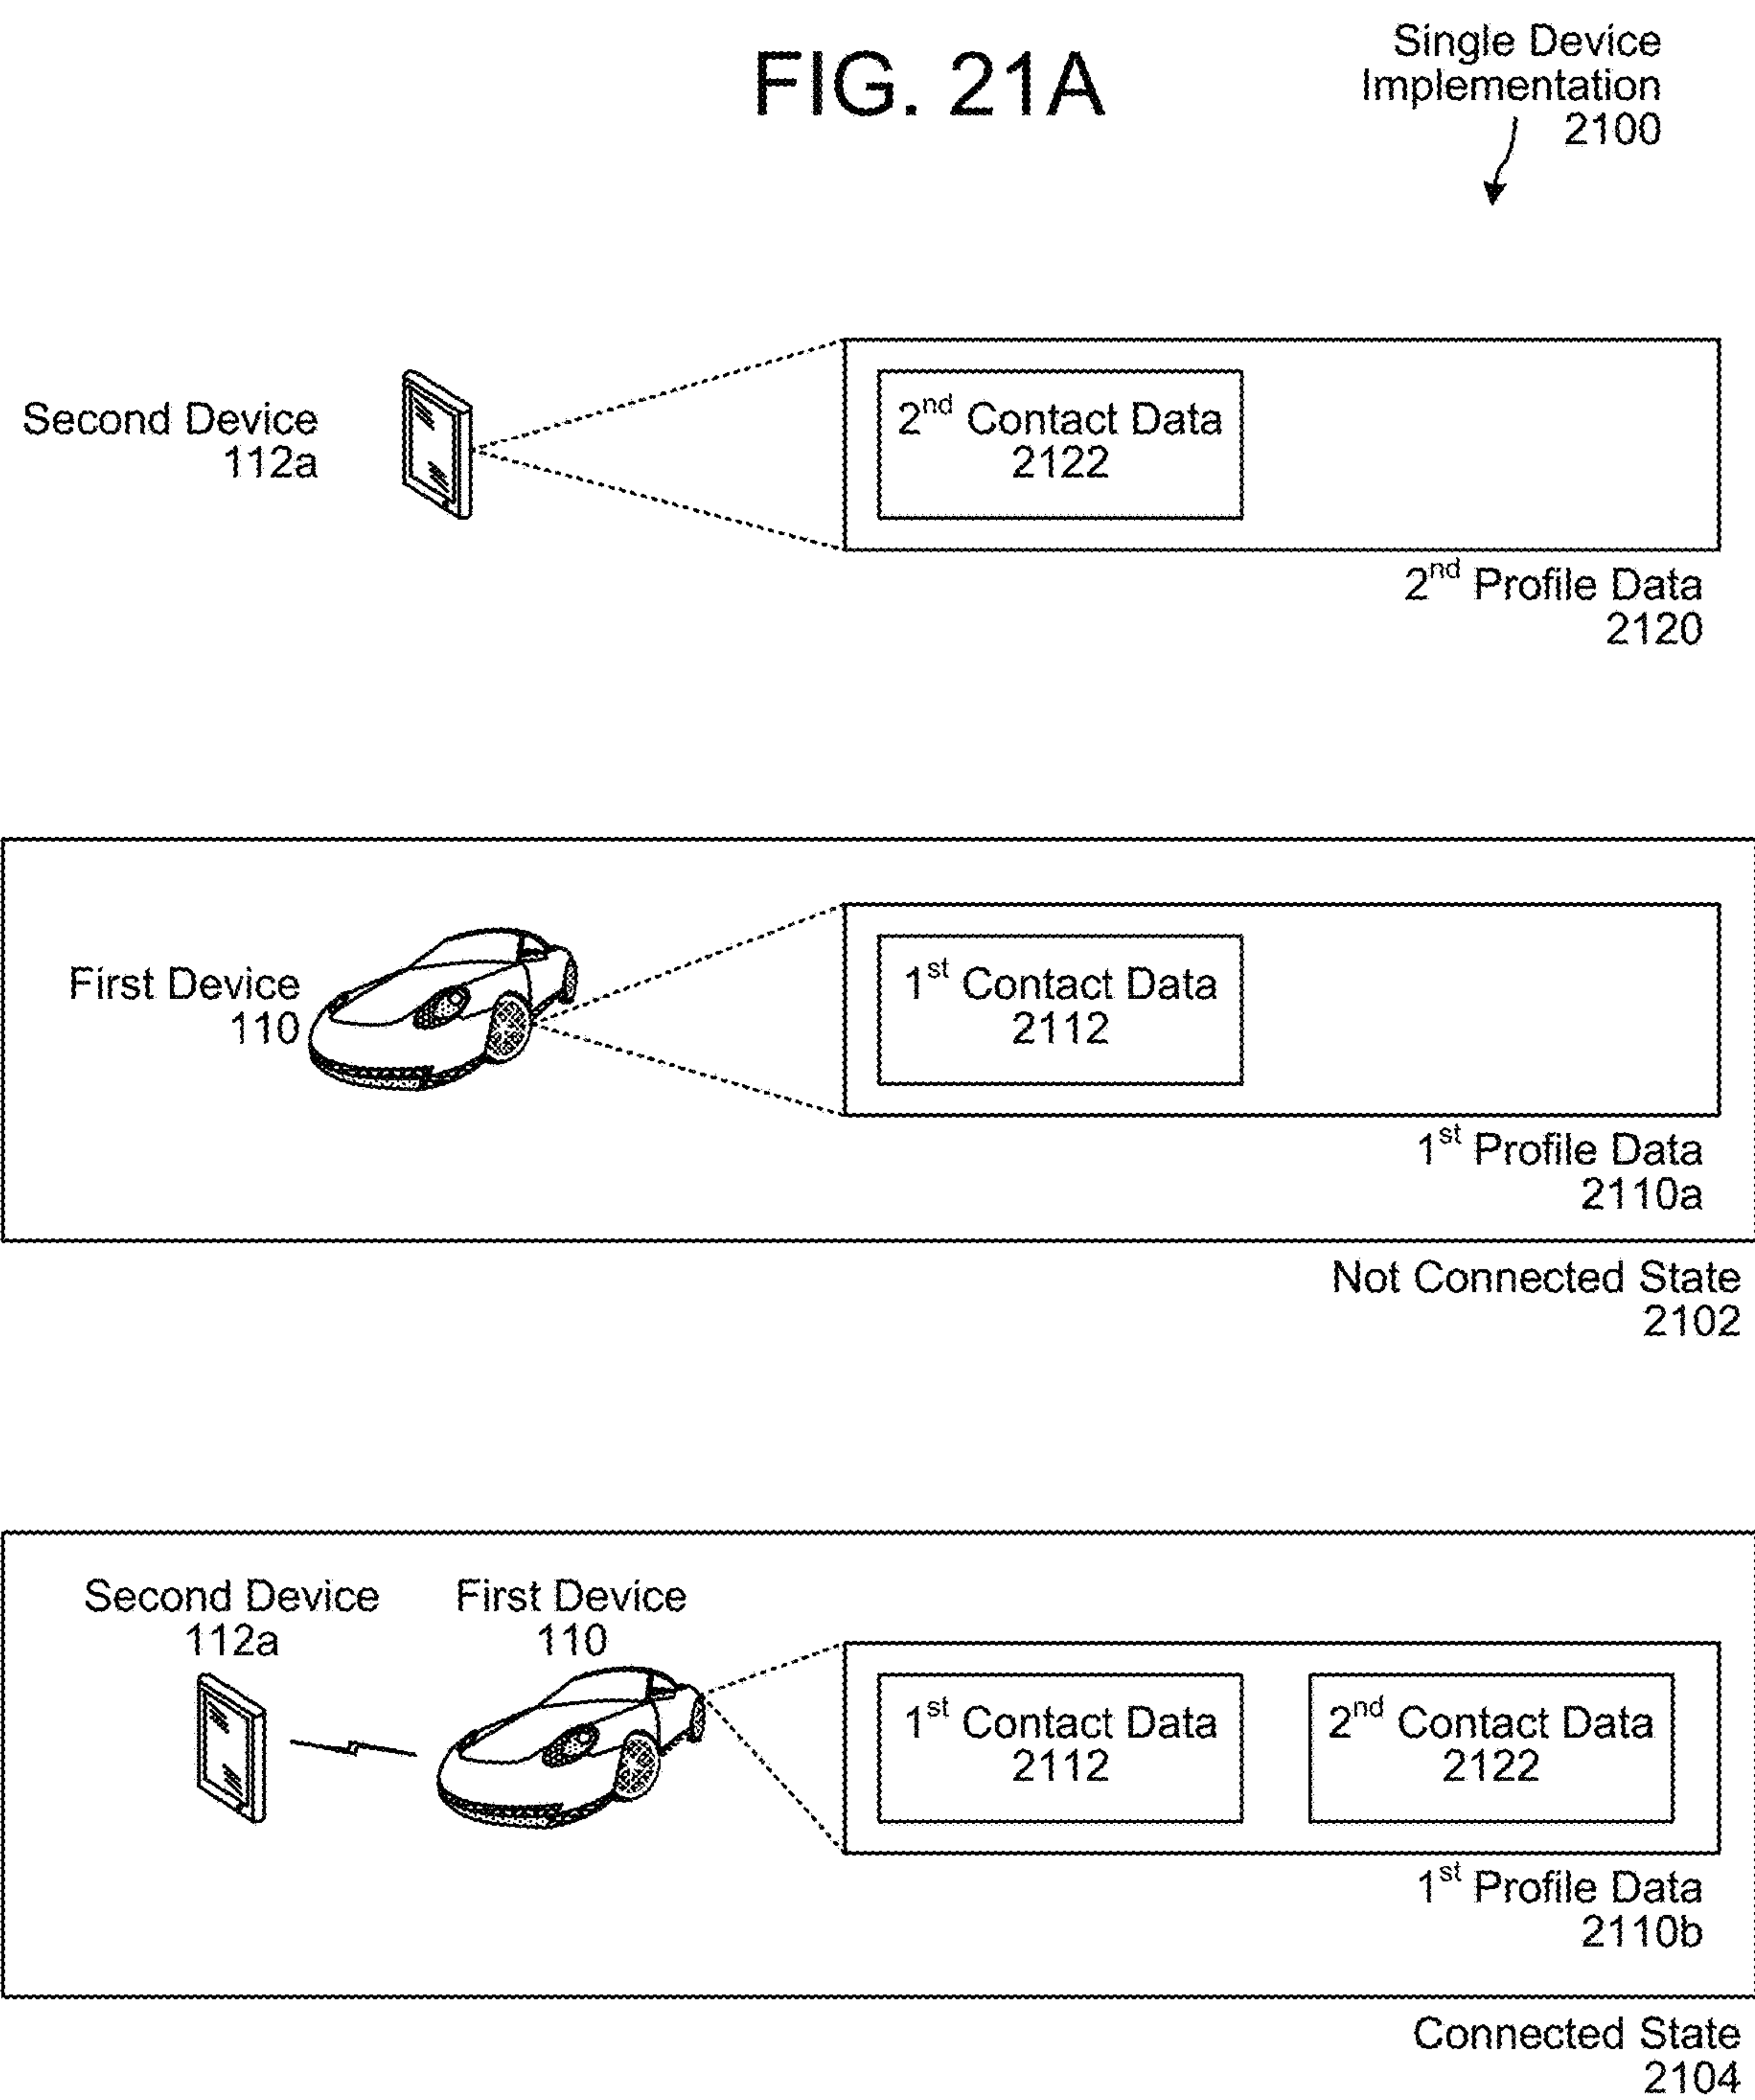 FIG. 21A
Single Device
Implementation
2100
Second Device
112a
2nd Contact Data
2122
2nd Profile Data
2120
First Device
110
1st Contact Data
2112
1st Profile Data
2110a
Not Connected State
2102
Second Device
112a
First Device
110
1st Contact Data
2112
2nd Contact Data
2122
1st Profile Data
2110b
Connected State
2104